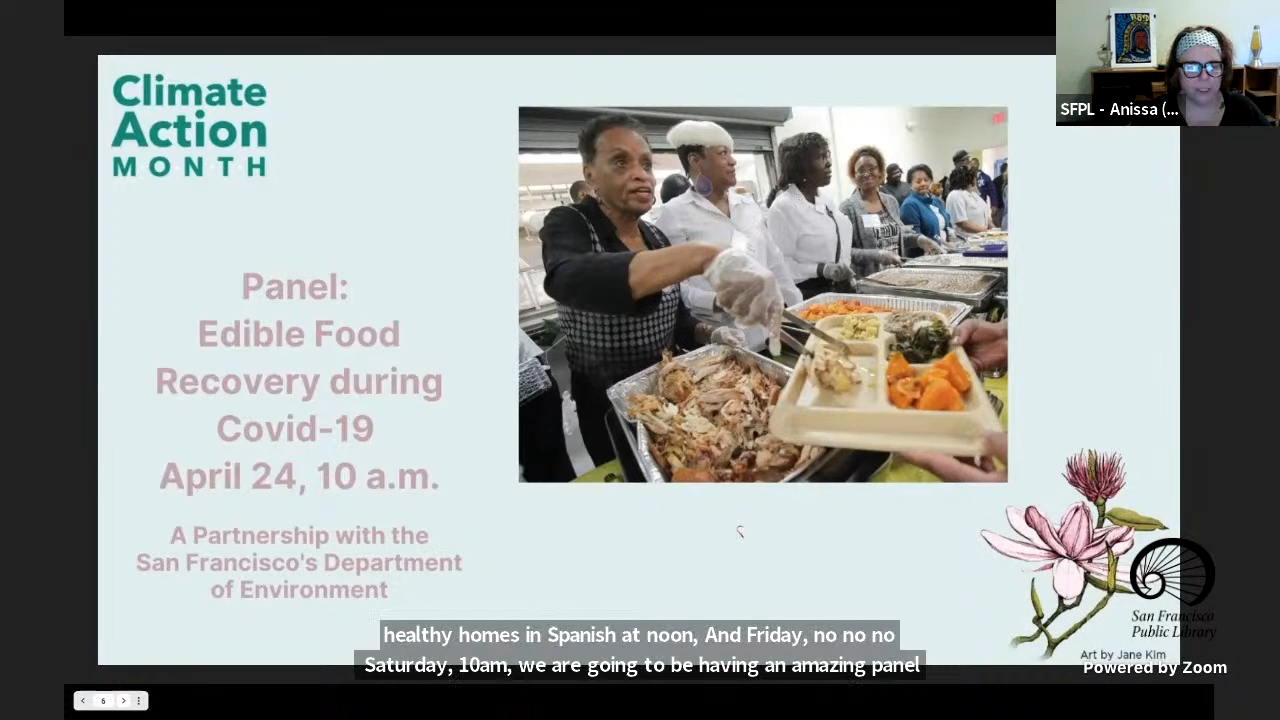 Climate
Action
MONTH
SFPL - Anissa (...
Panel:
Edible Food
Recovery during
Covid-19
April 24, 10 a.m.
A Partnership with the
San Francisco's Department
of Environment
San Francisco
Public Library
Art by Jane Kim
Powered by Zoom
healthy homes in Spanish at noon, And Friday, no no no
Saturday, 10am, we are going to be having an amazing panel
6